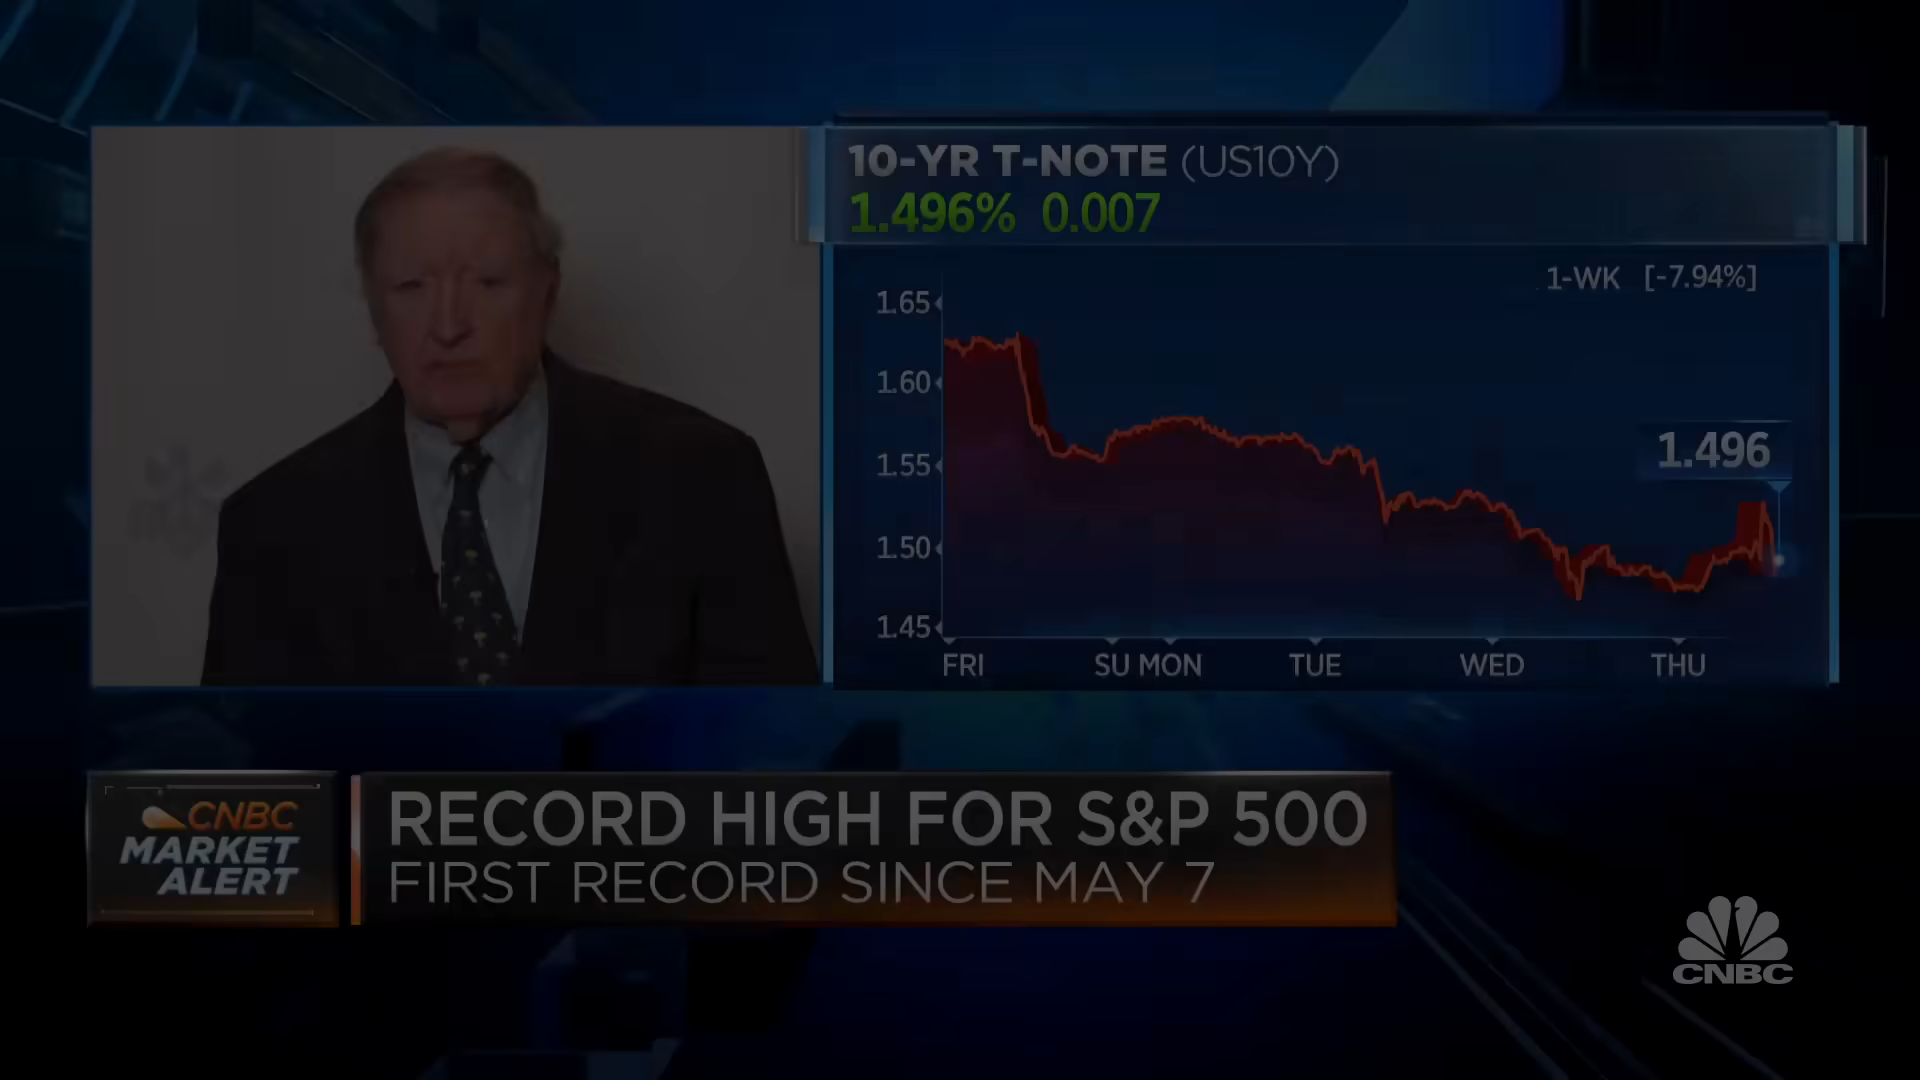 10-YR T-NOTE (US10Y)
1.496% 0.007
1-WK [-7.94%]
1.65
1.60
1.55
1.50
1.45
1.496
FRI SU MON TUE WED THU
CNBC
MARKET
ALERT
RECORD HIGH FOR S&P 500
FIRST RECORD SINCE MAY 7
CNBC